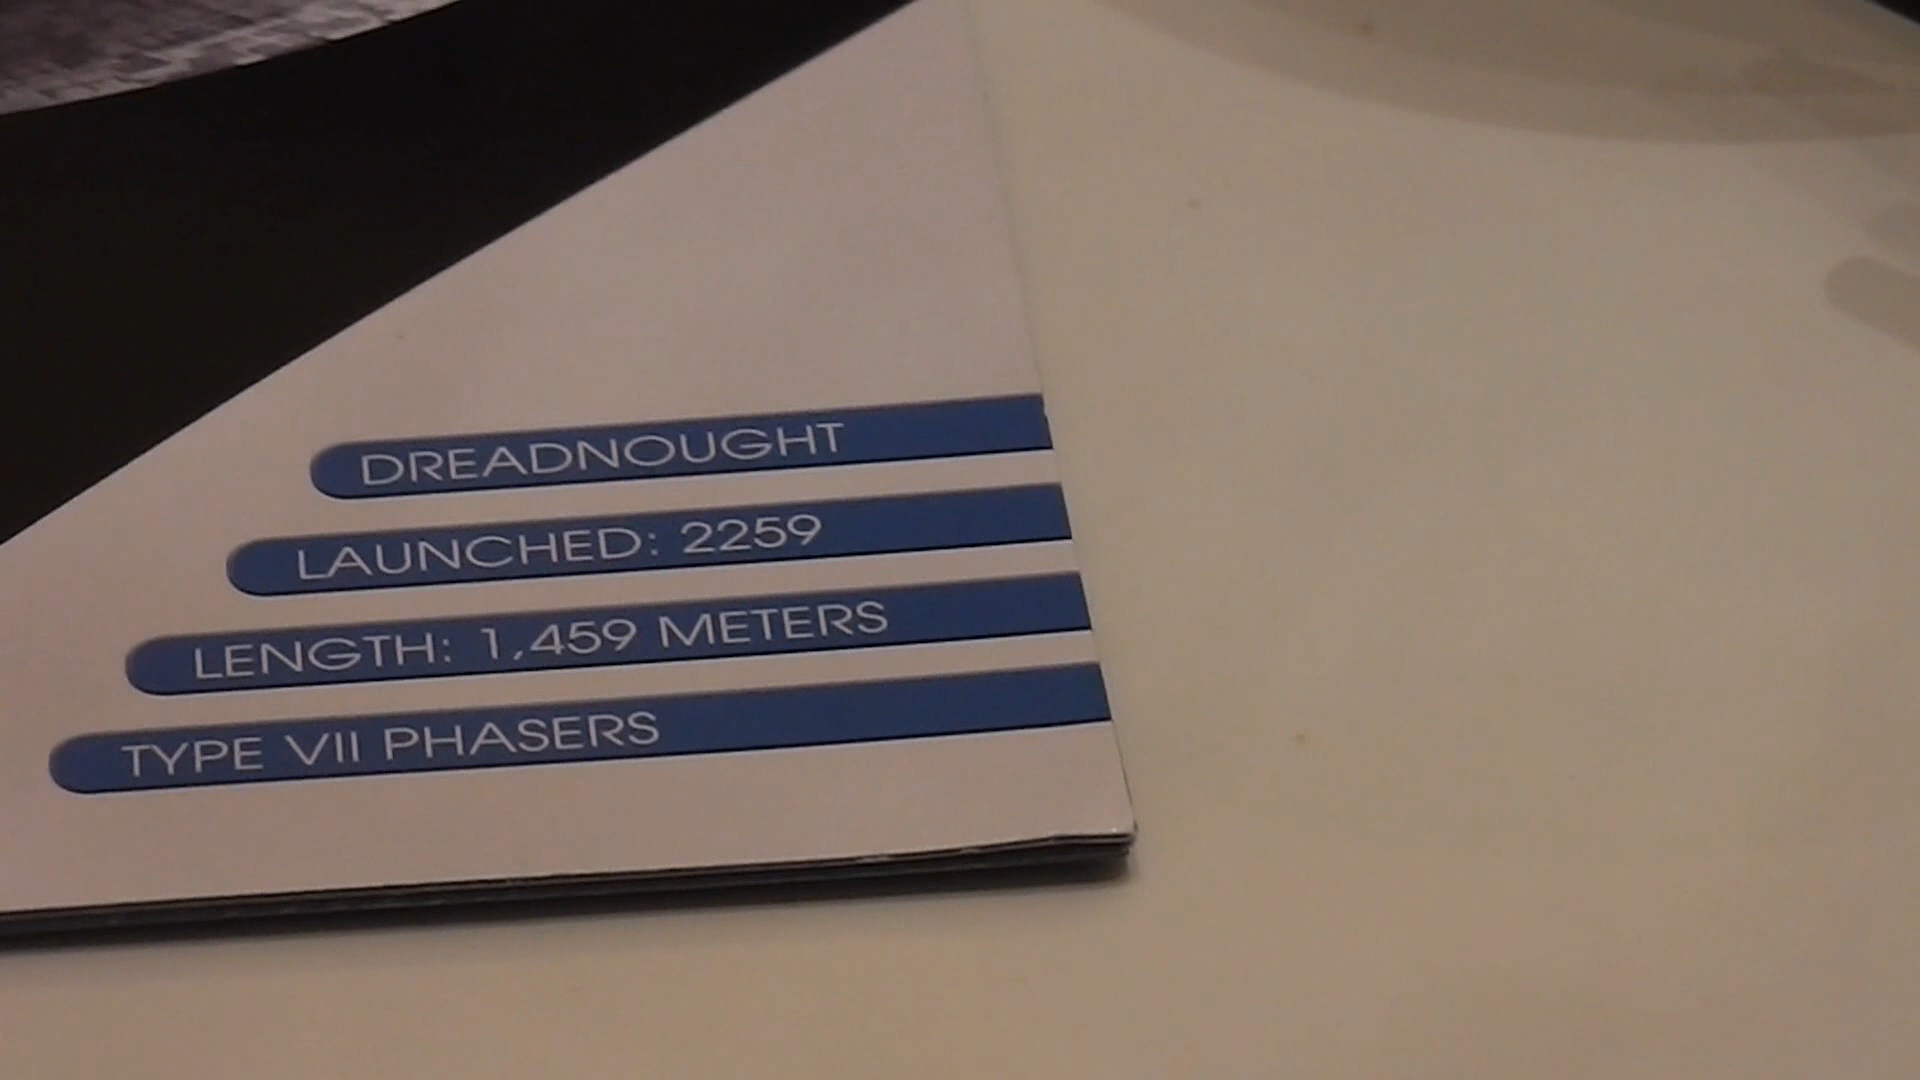 DREADNOUGHT
LAUNCHED: 2259
LENGTH: 1,459 METERS
TYPE VII PHASERS